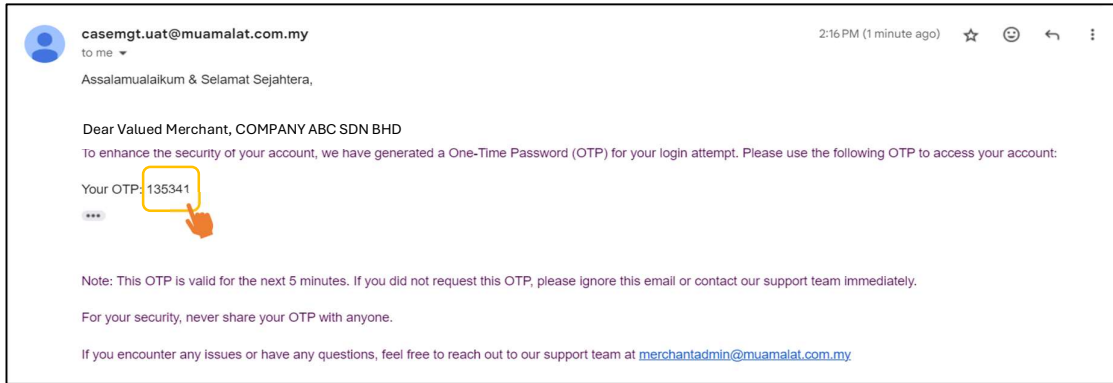 casemgt.uat@muamalat.com.my
2:16 PM (1 minute ago)
to me
Assalamualaikum & Selamat Sejahtera,
Dear Valued Merchant, COMPANY ABC SDN BHD
To enhance the security of your account, we have generated a One-Time Password (OTP) for your login attempt. Please use the following OTP to access your account:
Your OTP: 135341
Note: This OTP is valid for the next 5 minutes. If you did not request this OTP, please ignore this email or contact our support team immediately.
For your security, never share your OTP with anyone.
If you encounter any issues or have any questions, feel free to reach out to our support team at merchantadmin@muamalat.com.my